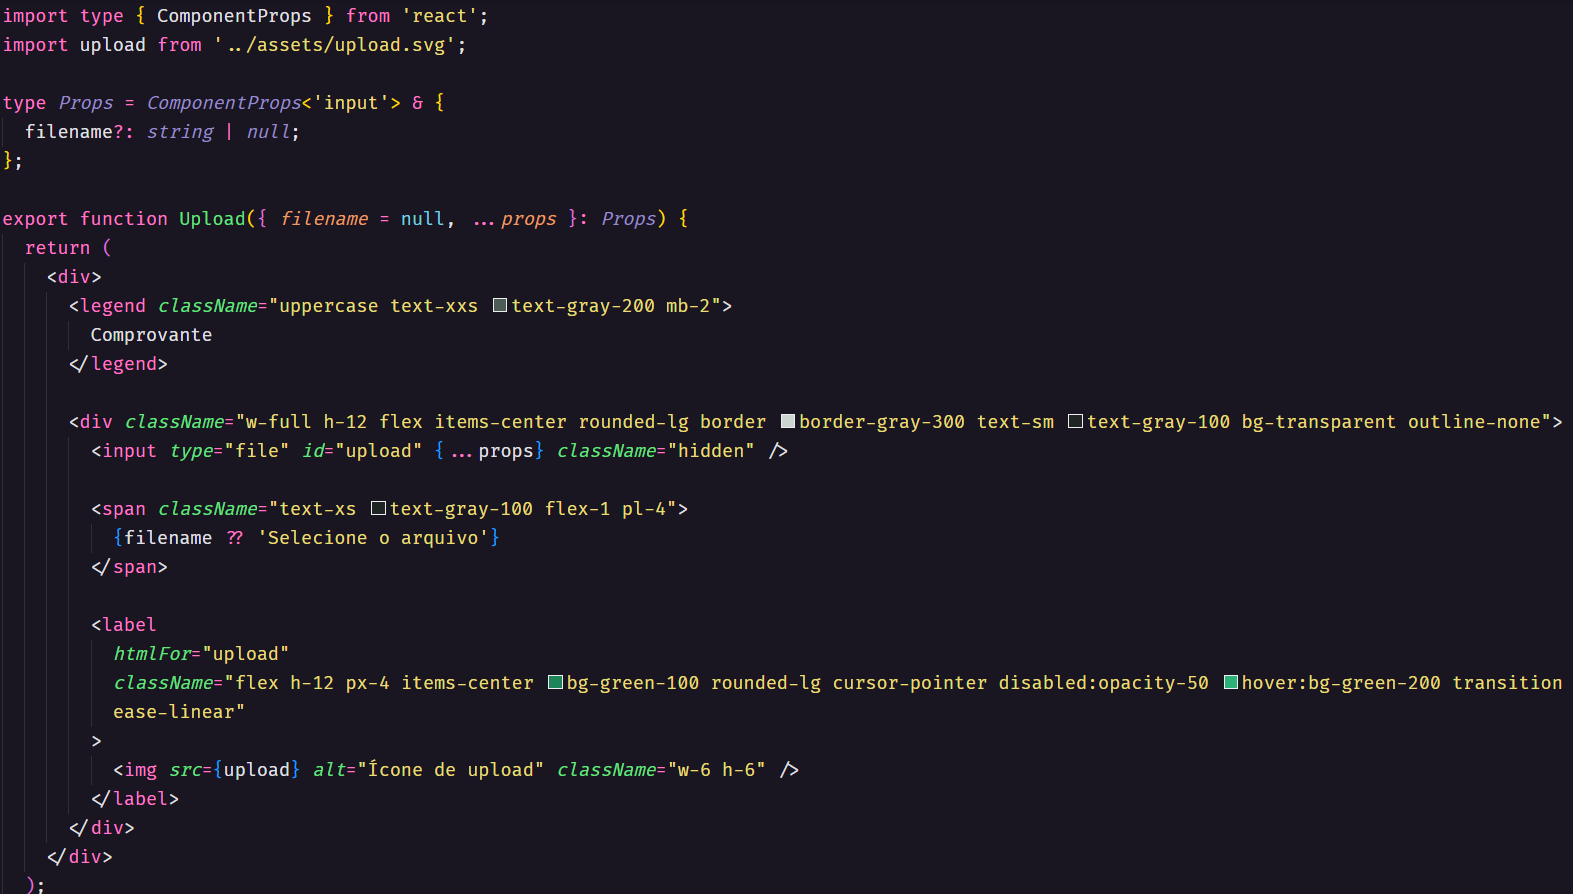 import type { ComponentProps } from 'react';
import upload from '../assets/upload.svg';

type Props = ComponentProps<'input'> & {
  filename?: string | null;
};

export function Upload({ filename = null, ...props }: Props) {
  return (
    <div>
      <legend className="uppercase text-xxs text-gray-200 mb-2">
        Comprovante
      </legend>

      <div className="w-full h-12 flex items-center rounded-lg border border-gray-300 text-sm text-gray-100 bg-transparent outline-none">
        <input type="file" id="upload" {...props} className="hidden" />

        <span className="text-xs text-gray-100 flex-1 pl-4">
          {filename ?? 'Selecione o arquivo'}
        </span>

        <label
          htmlFor="upload"
          className="flex h-12 px-4 items-center bg-green-100 rounded-lg cursor-pointer disabled:opacity-50 hover:bg-green-200 transition
          ease-linear"
        >
          <img src={upload} alt="Ícone de upload" className="w-6 h-6" />
        </label>
      </div>
    </div>
  );